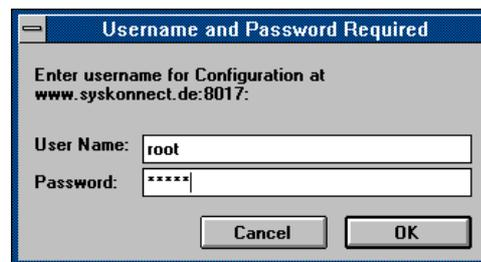 Username and Password Required
Enter username for Configuration at
www.syskonnect.de:8017:
User Name: root
Password: *****
Cancel OK